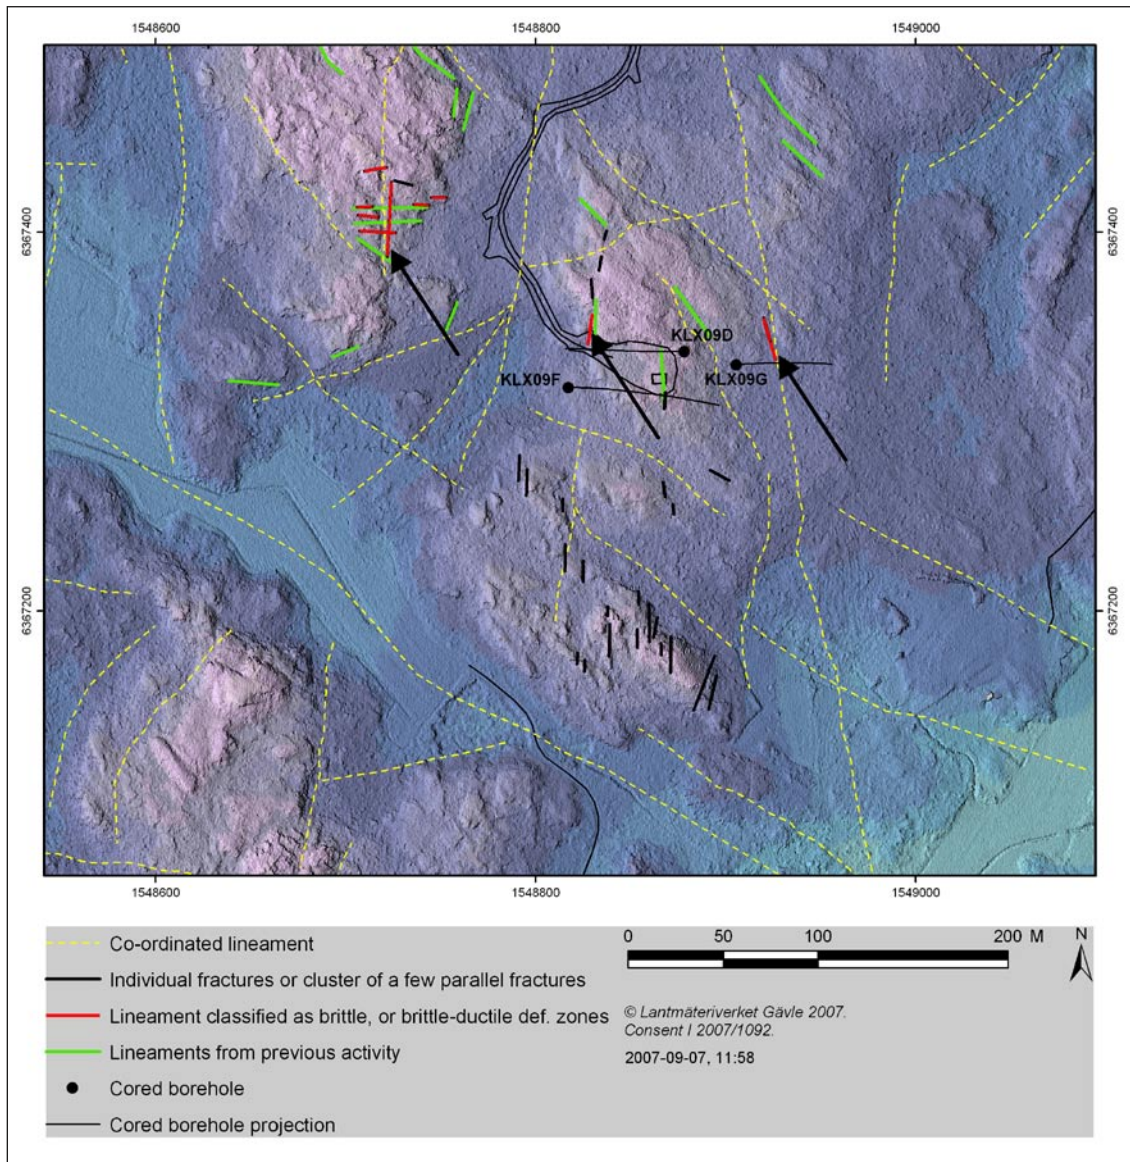 1548600
1548800
1549000
6367400
6367400
KLX09D
KLX09F
KLX09G
6367200
6367200
1548600
1548800
1549000
Co-ordinated lineament
Individual fractures or cluster of a few parallel fractures
Lineament classified as brittle, or brittle-ductile def. zones
Lineaments from previous activity
Cored borehole
Cored borehole projection
0 50 100 200 M
N
© Lantmäteriverket Gävle 2007.
Consent I 2007/1092.
2007-09-07, 11:58